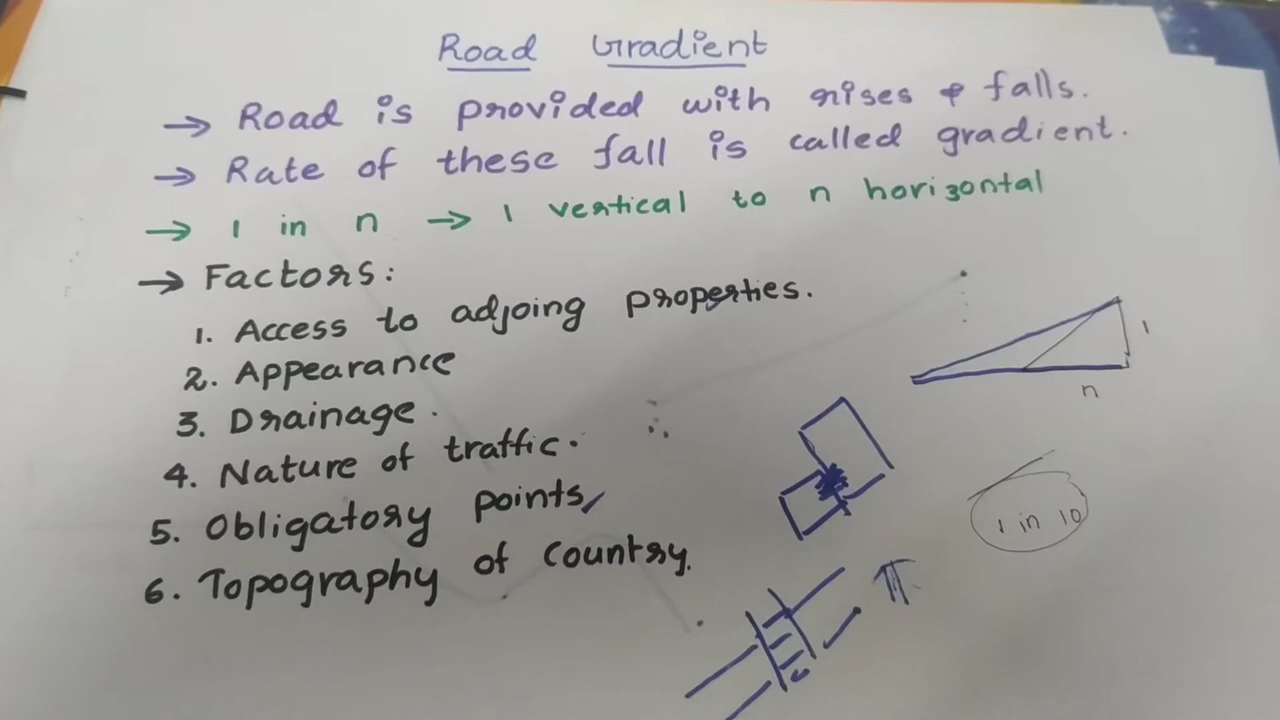 Road Gradient
→ Road is provided with rises & falls.
→ Rate of these fall is called gradient.
→ 1 in n → 1 vertical to n horizontal
→ Factors:
1. Access to adjoing properties.
2. Appearance
3. Drainage.
4. Nature of traffic.
5. Obligatory points,
6. Topography of country.
1
n
1 in 10